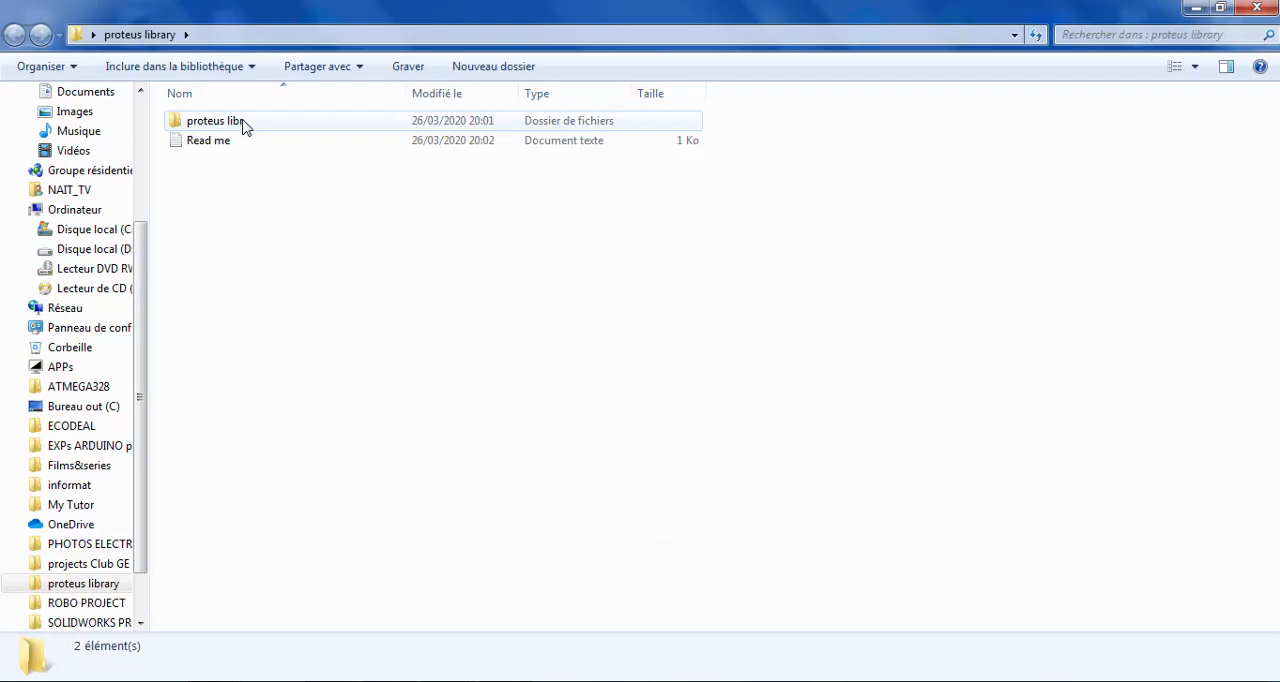 proteus library
Rechercher dans : proteus library
Organiser Inclure dans la bibliothèque Partager avec Graver Nouveau dossier
Nom Modifié le Type Taille
proteus libr 26/03/2020 20:01 Dossier de fichiers
Read me 26/03/2020 20:02 Document texte 1 Ko
Documents
Images
Musique
Vidéos
Groupe résidentie
NAIT_TV
Ordinateur
Disque local (C
Disque local (D:
Lecteur DVD RW
Lecteur de CD (
Réseau
Panneau de conf
Corbeille
APPs
ATMEGA328
Bureau out (C)
ECODEAL
EXPs ARDUINO p
Films&series
informat
My Tutor
OneDrive
PHOTOS ELECTR
projects Club GE
proteus library
ROBO PROJECT
SOLIDWORKS PR
2 élément(s)